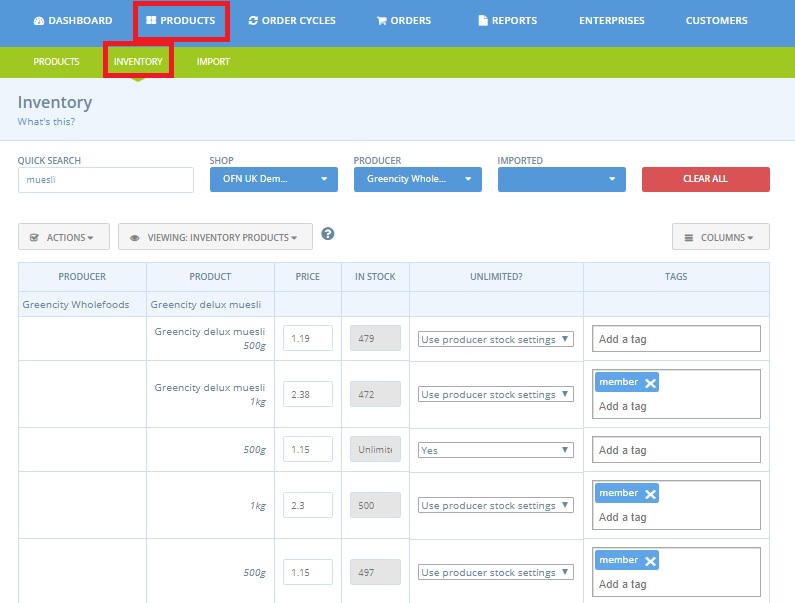 DASHBOARD PRODUCTS ORDER CYCLES ORDERS REPORTS ENTERPRISES CUSTOMERS
PRODUCTS INVENTORY IMPORT
Inventory
What's this?
QUICK SEARCH SHOP PRODUCER IMPORTED
muesli OFN UK Dem... Greencity Whole... CLEAR ALL
ACTIONS VIEWING: INVENTORY PRODUCTS ? COLUMNS
PRODUCER PRODUCT PRICE IN STOCK UNLIMITED? TAGS
Greencity Wholefoods Greencity delux muesli
Greencity delux muesli
500g 1.19 479 Use producer stock settings Add a tag
member
Greencity delux muesli
1kg 2.38 472 Use producer stock settings Add a tag
500g 1.15 Unlimite Yes Add a tag
member
1kg 2.3 500 Use producer stock settings Add a tag
member
500g 1.15 497 Use producer stock settings Add a tag